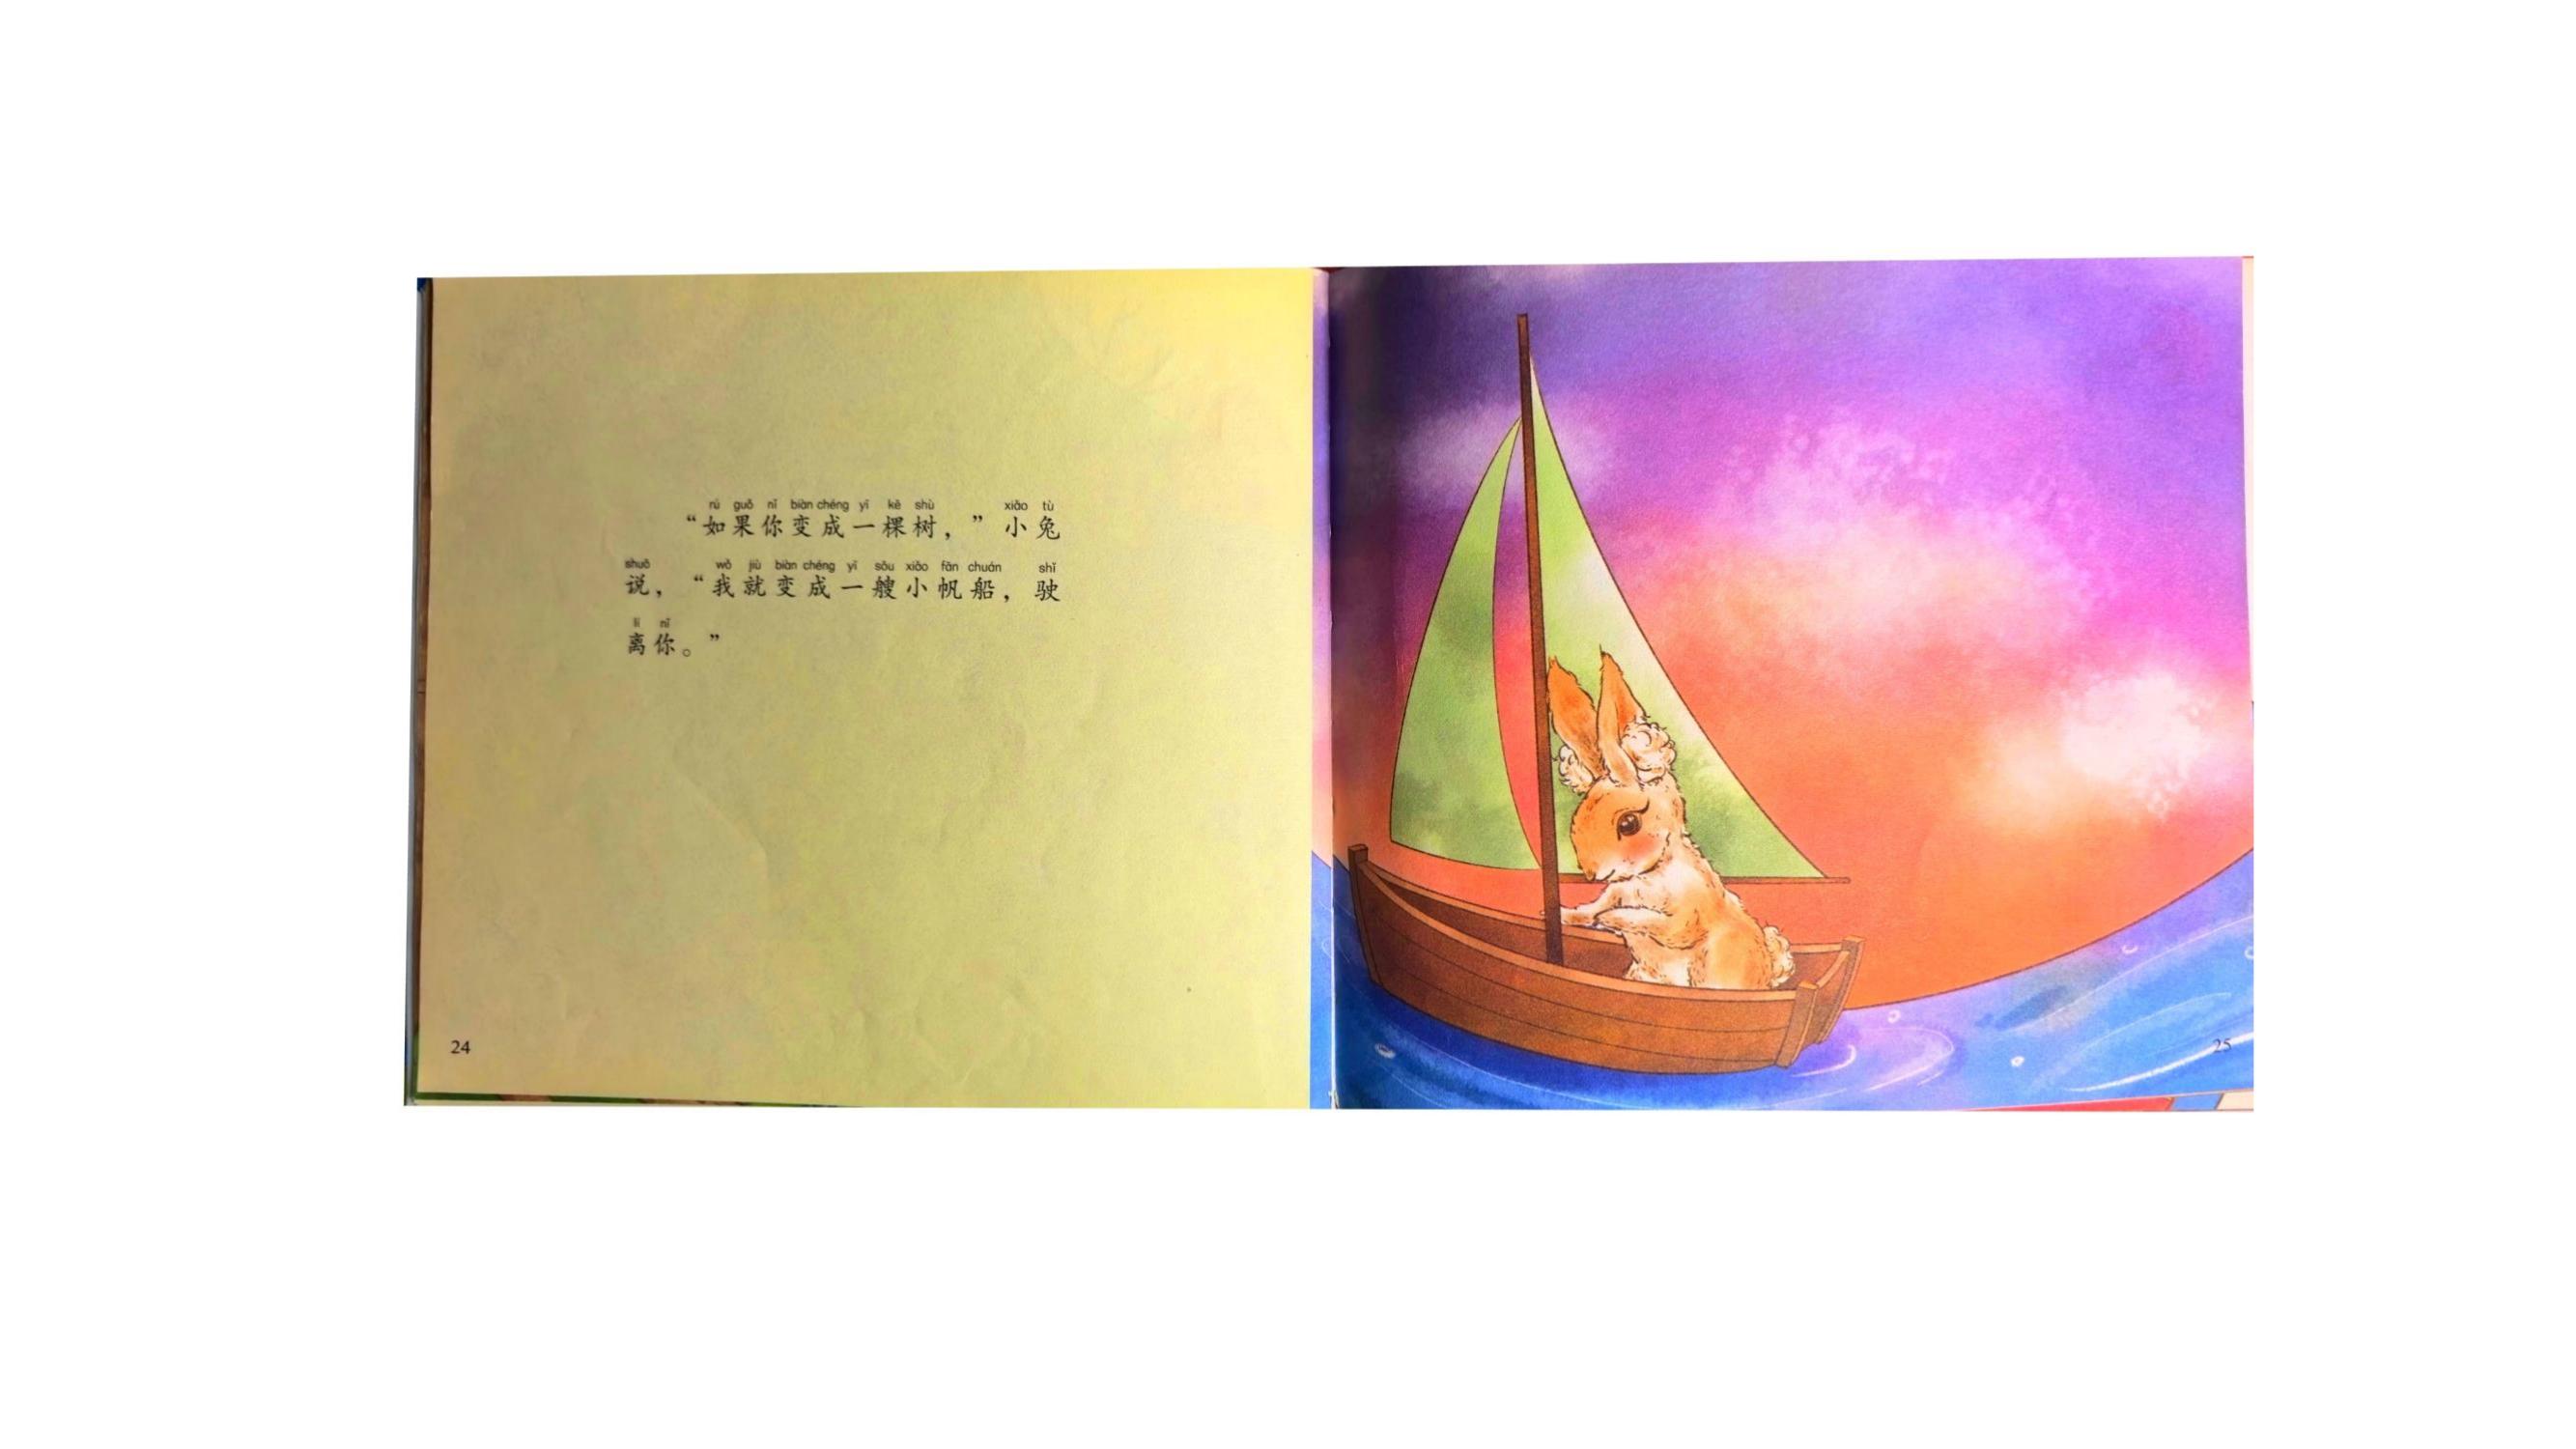 rú guǒ nǐ biàn chéng yì kē shù xiǎo tù
“如果你变成一棵树，”小兔
shuō wǒ jiù biàn chéng yì sōu xiǎo fān chuán shǐ
说，“我就变成一艘小帆船，驶
lí nǐ
离你。”
24
25